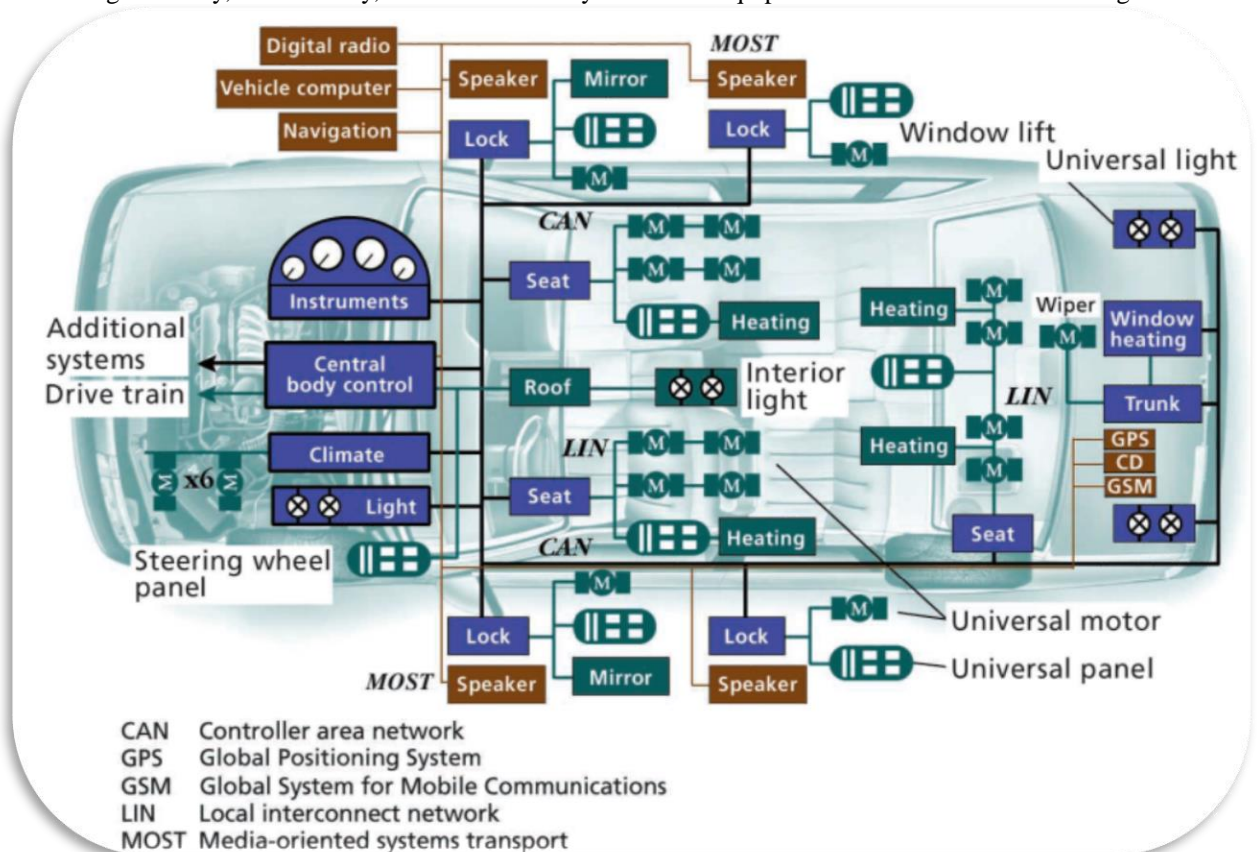 Digital radio
MOST
Vehicle computer
Speaker
Mirror
Speaker
Navigation
Lock
Lock
M
M
Window lift
Universal light
CAN
M M
M M
Seat
Instruments
Heating
Heating
M
M
Wiper
M
Window
heating
Additional
systems
Drive train
Central
body control
Roof
Interior
light
LIN
Trunk
LIN
M M
M M
Heating
M
M
GPS
CD
GSM
Climate
M x6 M
Light
Seat
Heating
Seat
CAN
Steering wheel
panel
M
M
Lock
Lock
Universal motor
MOST
Speaker
Mirror
Speaker
Universal panel
CAN Controller area network
GPS Global Positioning System
GSM Global System for Mobile Communications
LIN Local interconnect network
MOST Media-oriented systems transport